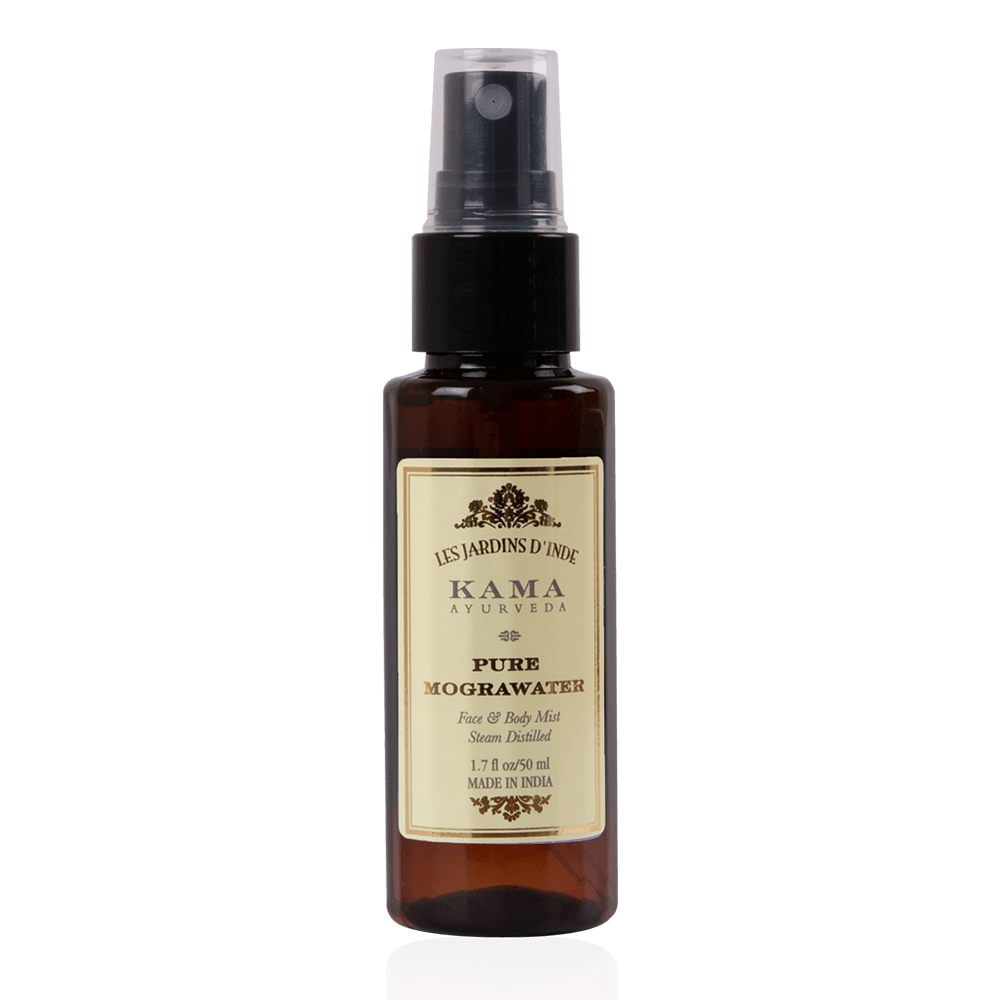 LES JARDINS D'INDE
KAMA
AYURVEDA
PURE
MOGRAWATER
Face & Body Mist
Steam Distilled
1.7 fl oz/50 ml
MADE IN INDIA